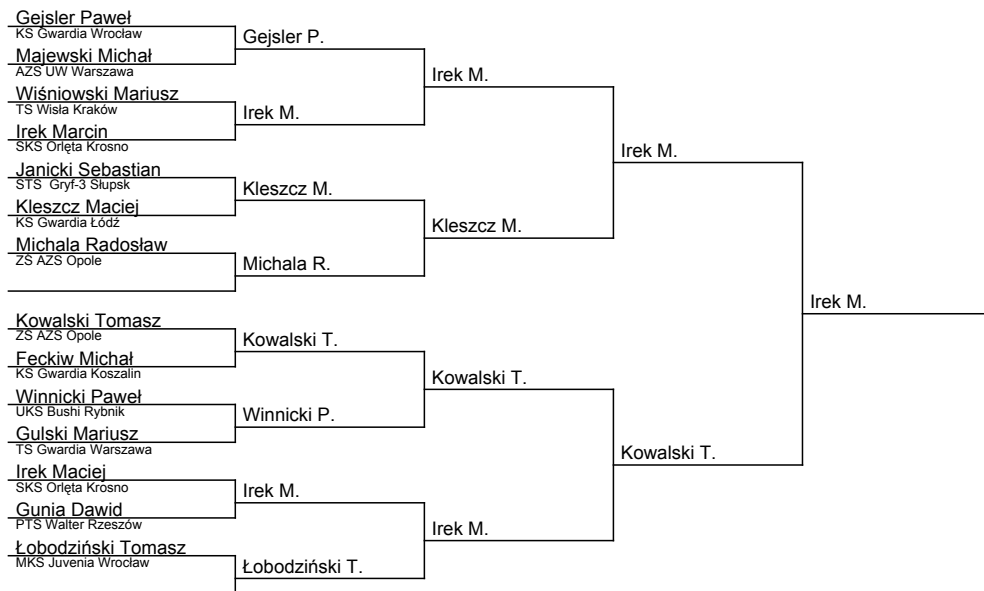 Gejsler Paweł
KS Gwardia Wrocław
Majewski Michał
AZS UW Warszawa
Wiśniowski Mariusz
TS Wisła Kraków
Irek Marcin
SKS Orlęta Krosno
Janicki Sebastian
STS Gryf-3 Słupsk
Kleszcz Maciej
KS Gwardia Łódź
Michala Radosław
ZŚ AZS Opole
Kowalski Tomasz
ZŚ AZS Opole
Feckiw Michał
KS Gwardia Koszalin
Winnicki Paweł
UKS Bushi Rybnik
Gulski Mariusz
TS Gwardia Warszawa
Irek Maciej
SKS Orlęta Krosno
Gunia Dawid
PTS Walter Rzeszów
Łobodziński Tomasz
MKS Juvenia Wrocław
Gejsler P.
Irek M.
Kleszcz M.
Michala R.
Kowalski T.
Winnicki P.
Irek M.
Łobodziński T.
Irek M.
Kleszcz M.
Kowalski T.
Irek M.
Irek M.
Kowalski T.
Irek M.